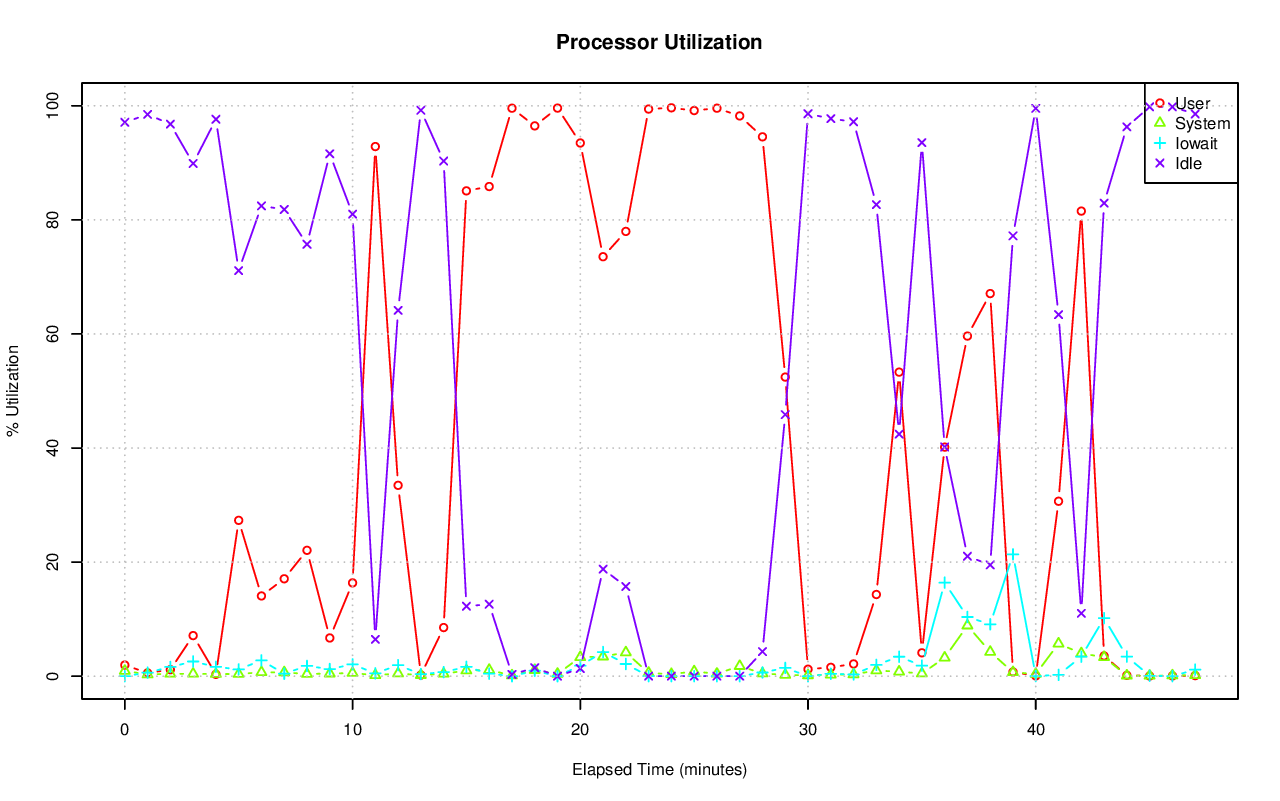 Processor Utilization
% Utilization
100
80
60
40
20
0
User
System
Iowait
Idle
0 10 20 30 40
Elapsed Time (minutes)